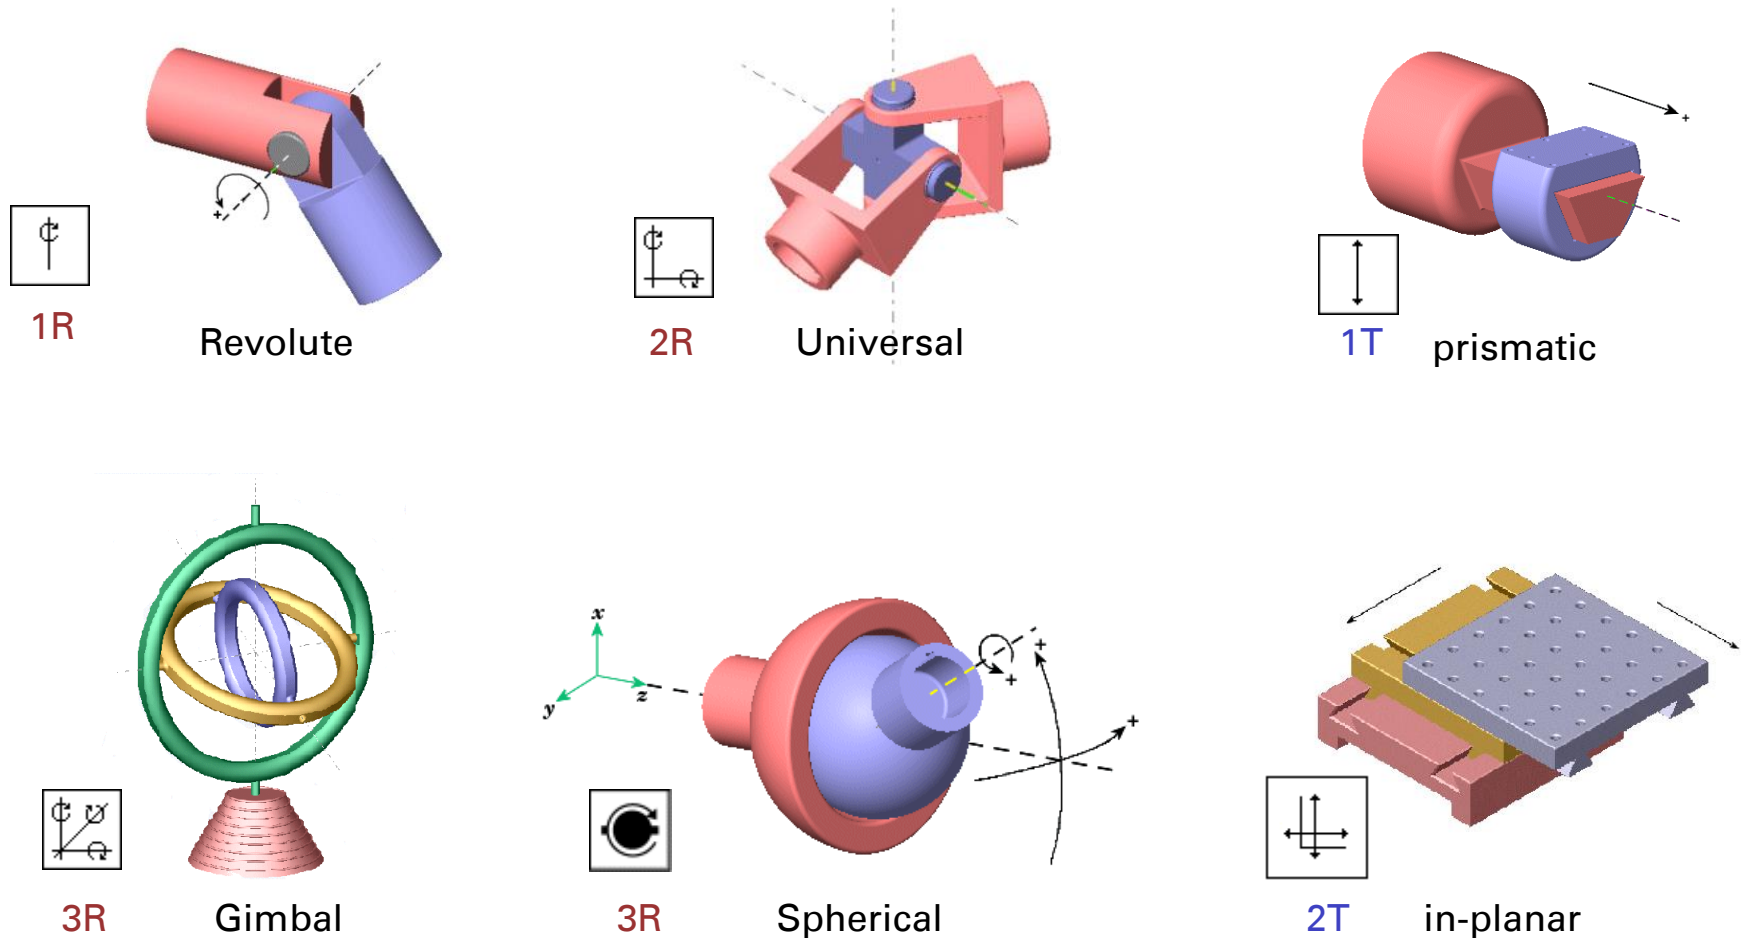 1R
Revolute
2R
Universal
1T
prismatic
+
+
x
y
z
+
+
+
3R
Gimbal
3R
Spherical
2T
in-planar